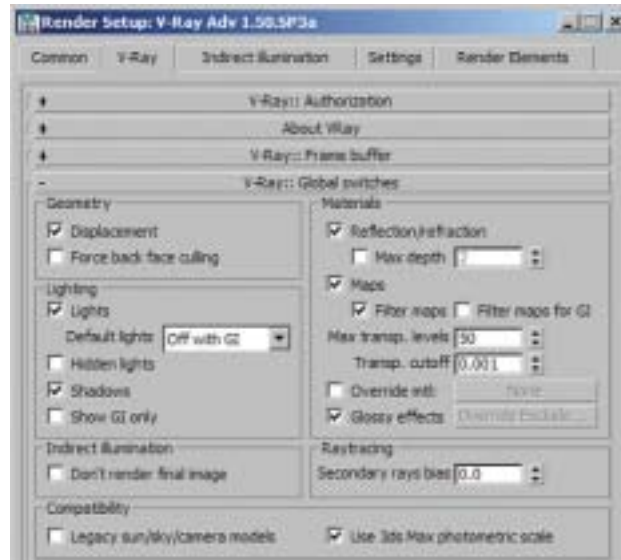 Render Setup: V-Ray Adv 1.50.SP3a
Common V-Ray Indirect illumination Settings Render Elements
+ V-Ray:: Authorization
+ About VRay
+ V-Ray:: Frame buffer
- V-Ray:: Global switches
Geometry
Displacement
Force back face culling
Lighting
Lights
Default lights Off with GI
Hidden lights
Shadows
Show GI only
Materials
Reflection/refraction
Max depth 2
Maps
Filter maps Filter maps for GI
Max transp. levels 50
Transp. cutoff 0.001
Override mtl: None
Glossy effects Override Exclude...
Indirect illumination
Don't render final image
Raytracing
Secondary rays bias 0.0
Compatibility
Legacy sun/sky/camera models Use 3ds Max photometric scale